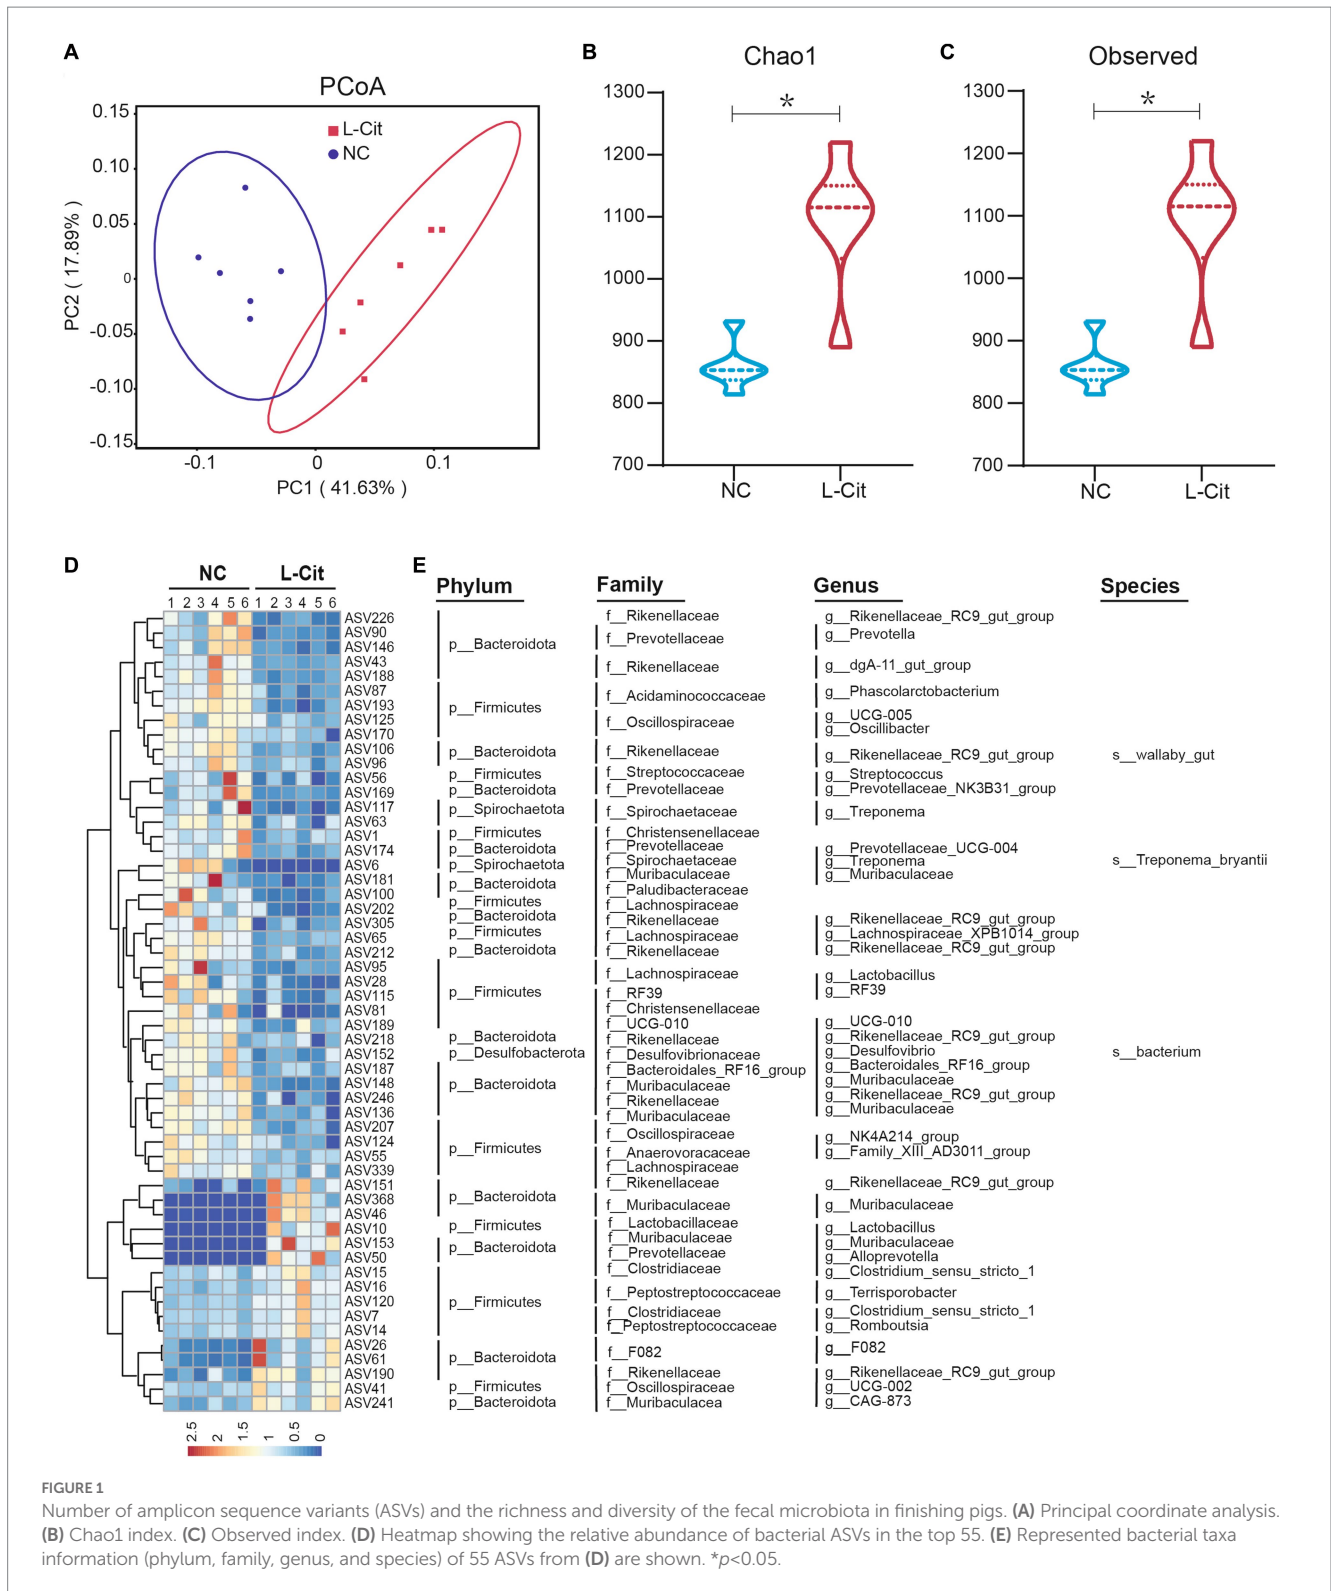 A
PCoA
0.15
0.10
0.05
0
-0.05
-0.10
-0.15
PC2 ( 17.89% )
L-Cit
NC
-0.1
0
0.1
PC1 ( 41.63% )
B
Chao1
1300
1200
1100
1000
900
800
700
*
NC
L-Cit
C
Observed
1300
1200
1100
1000
900
800
700
*
NC
L-Cit
D
NC
L-Cit
1 2 3 4 5 6 1 2 3 4 5 6
ASV226
ASV90
ASV146
ASV43
ASV188
ASV87
ASV193
ASV125
ASV170
ASV106
ASV96
ASV56
ASV169
ASV117
ASV63
ASV1
ASV174
ASV6
ASV181
ASV100
ASV202
ASV305
ASV65
ASV212
ASV95
ASV28
ASV115
ASV81
ASV189
ASV218
ASV152
ASV187
ASV148
ASV246
ASV136
ASV207
ASV124
ASV55
ASV339
ASV151
ASV368
ASV46
ASV10
ASV153
ASV50
ASV15
ASV16
ASV120
ASV7
ASV14
ASV26
ASV61
ASV190
ASV41
ASV241
2.5
2
1.5
1
0.5
0
E
Phylum
p__Bacteroidota
p__Firmicutes
p__Bacteroidota
p__Firmicutes
p__Bacteroidota
p__Spirochaetota
p__Firmicutes
p__Bacteroidota
p__Spirochaetota
p__Bacteroidota
p__Firmicutes
p__Bacteroidota
p__Firmicutes
p__Bacteroidota
p__Firmicutes
p__Bacteroidota
p__Desulfobacterota
p__Bacteroidota
p__Firmicutes
p__Bacteroidota
p__Firmicutes
p__Bacteroidota
p__Firmicutes
p__Bacteroidota
p__Firmicutes
p__Bacteroidota
Family
f__Rikenellaceae
f__Prevotellaceae
f__Rikenellaceae
f__Acidaminococcaceae
f__Oscillospiraceae
f__Rikenellaceae
f__Streptococcaceae
f__Prevotellaceae
f__Spirochaetaceae
f__Christensenellaceae
f__Prevotellaceae
f__Spirochaetaceae
f__Muribaculaceae
f__Paludibacteraceae
f__Lachnospiraceae
f__Rikenellaceae
f__Lachnospiraceae
f__Rikenellaceae
f__Lachnospiraceae
f__RF39
f__Christensenellaceae
f__UCG-010
f__Rikenellaceae
f__Desulfovibrionaceae
f__Bacteroidales_RF16_group
f__Muribaculaceae
f__Rikenellaceae
f__Muribaculaceae
f__Oscillospiraceae
f__Anaerovoracaceae
f__Lachnospiraceae
f__Rikenellaceae
f__Muribaculaceae
f__Lactobacillaceae
f__Muribaculaceae
f__Prevotellaceae
f__Clostridiaceae
f__Peptostreptococcaceae
f__Clostridiaceae
f__Peptostreptococcaceae
f__F082
f__Rikenellaceae
f__Oscillospiraceae
f__Muribaculacea
Genus
g__Rikenellaceae_RC9_gut_group
g__Prevotella
g__dgA-11_gut_group
g__Phascolarctobacterium
g__UCG-005
g__Oscillibacter
g__Rikenellaceae_RC9_gut_group
g__Streptococcus
g__Prevotellaceae_NK3B31_group
g__Treponema
g__Prevotellaceae_UCG-004
g__Treponema
g__Muribaculaceae
g__Rikenellaceae_RC9_gut_group
g__Lachnospiraceae_XPB1014_group
g__Rikenellaceae_RC9_gut_group
g__Lactobacillus
g__RF39
g__UCG-010
g__Rikenellaceae_RC9_gut_group
g__Desulfovibrio
g__Bacteroidales_RF16_group
g__Muribaculaceae
g__Rikenellaceae_RC9_gut_group
g__Muribaculaceae
g__NK4A214_group
g__Family_XIII_AD3011_group
g__Rikenellaceae_RC9_gut_group
g__Muribaculaceae
g__Lactobacillus
g__Muribaculaceae
g__Alloprevotella
g__Clostridium_sensu_stricto_1
g__Terrisporobacter
g__Clostridium_sensu_stricto_1
g__Romboutsia
g__F082
g__Rikenellaceae_RC9_gut_group
g__UCG-002
g__CAG-873
Species
s__wallaby_gut
s__Treponema_bryantii
s__bacterium
FIGURE 1
Number of amplicon sequence variants (ASVs) and the richness and diversity of the fecal microbiota in finishing pigs. (A) Principal coordinate analysis.
(B) Chao1 index. (C) Observed index. (D) Heatmap showing the relative abundance of bacterial ASVs in the top 55. (E) Represented bacterial taxa
information (phylum, family, genus, and species) of 55 ASVs from (D) are shown. *p<0.05.